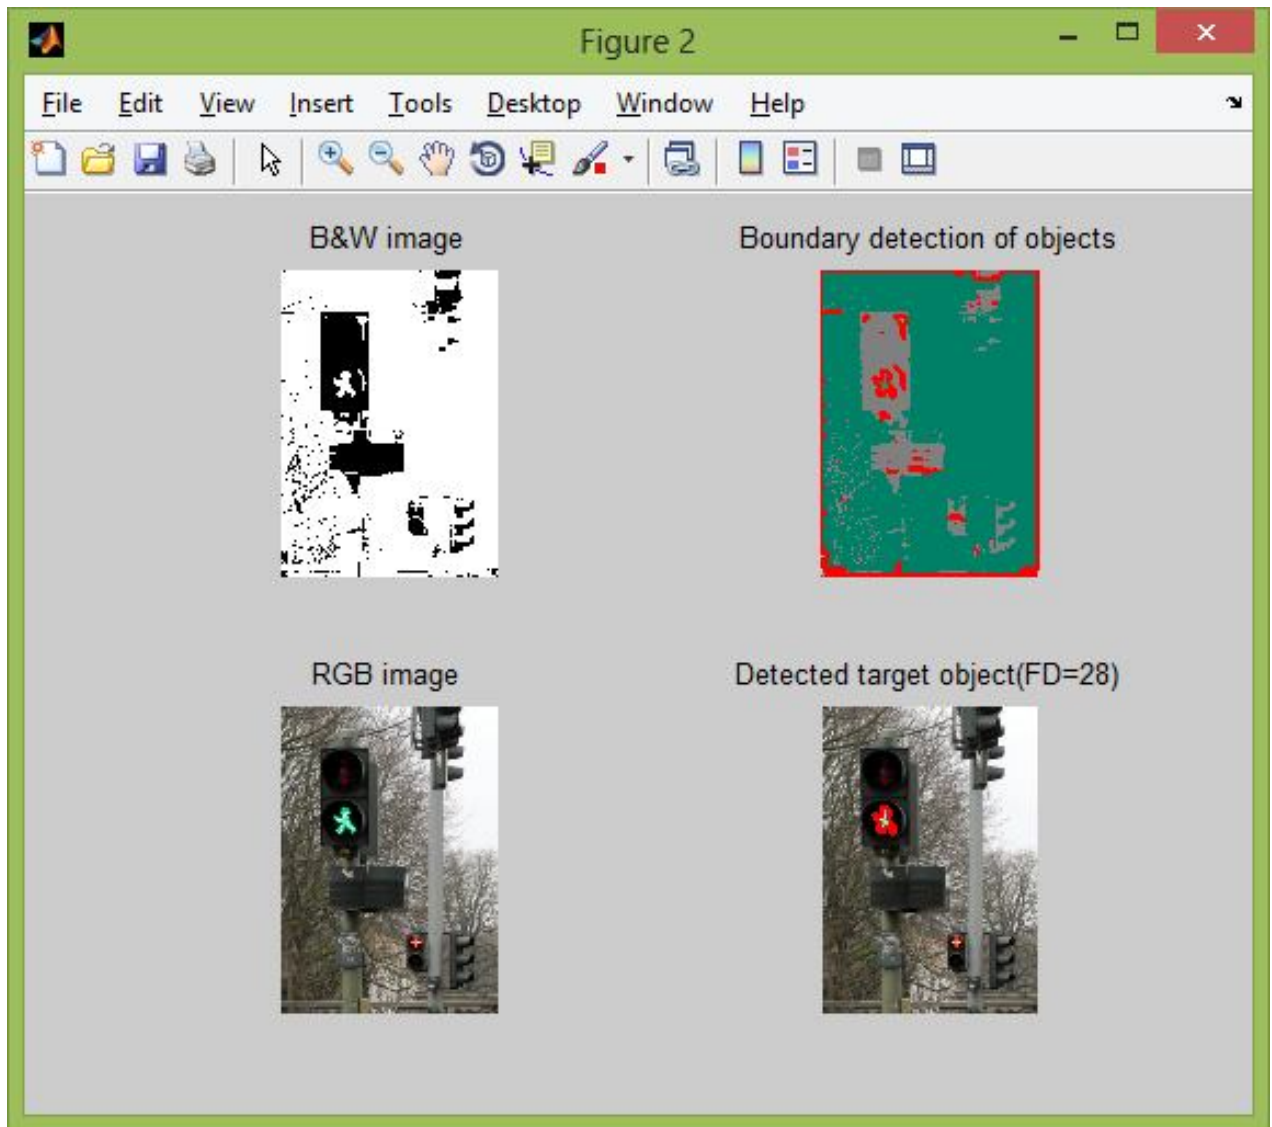 Figure 2
File Edit View Insert Tools Desktop Window Help
B&W image
Boundary detection of objects
RGB image
Detected target object(FD=28)